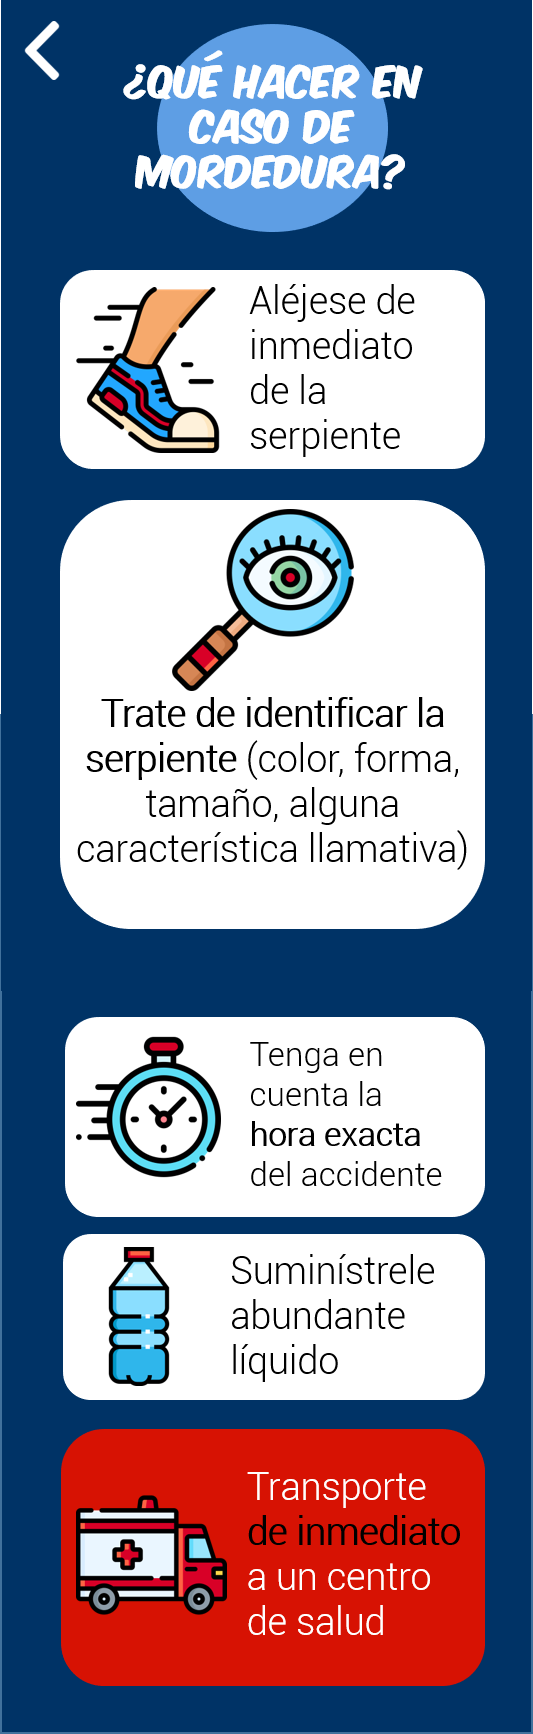 ¿QUÉ HACER EN
CASO DE
MORDEDURA?
Aléjese de
inmediato
de la
serpiente
Trate de identificar la
serpiente (color, forma,
tamaño, alguna
característica llamativa)
Tenga en
cuenta la
hora exacta
del accidente
Suminístrele
abundante
líquido
Transporte
de inmediato
a un centro
de salud